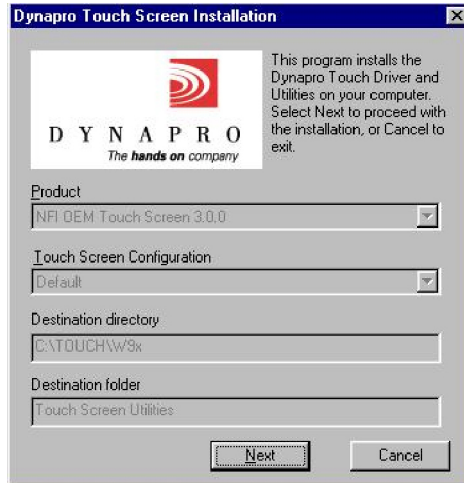 Dynapro Touch Screen Installation
This program installs the
Dynapro Touch Driver and
Utilities on your computer.
Select Next to proceed with
the installation, or Cancel to
exit.
DYNAPRO
The hands on company
Product
NFI OEM Touch Screen 3.0.0
Touch Screen Configuration
Default
Destination directory
C:\TOUCH\W9x
Destination folder
Touch Screen Utilities
Next
Cancel